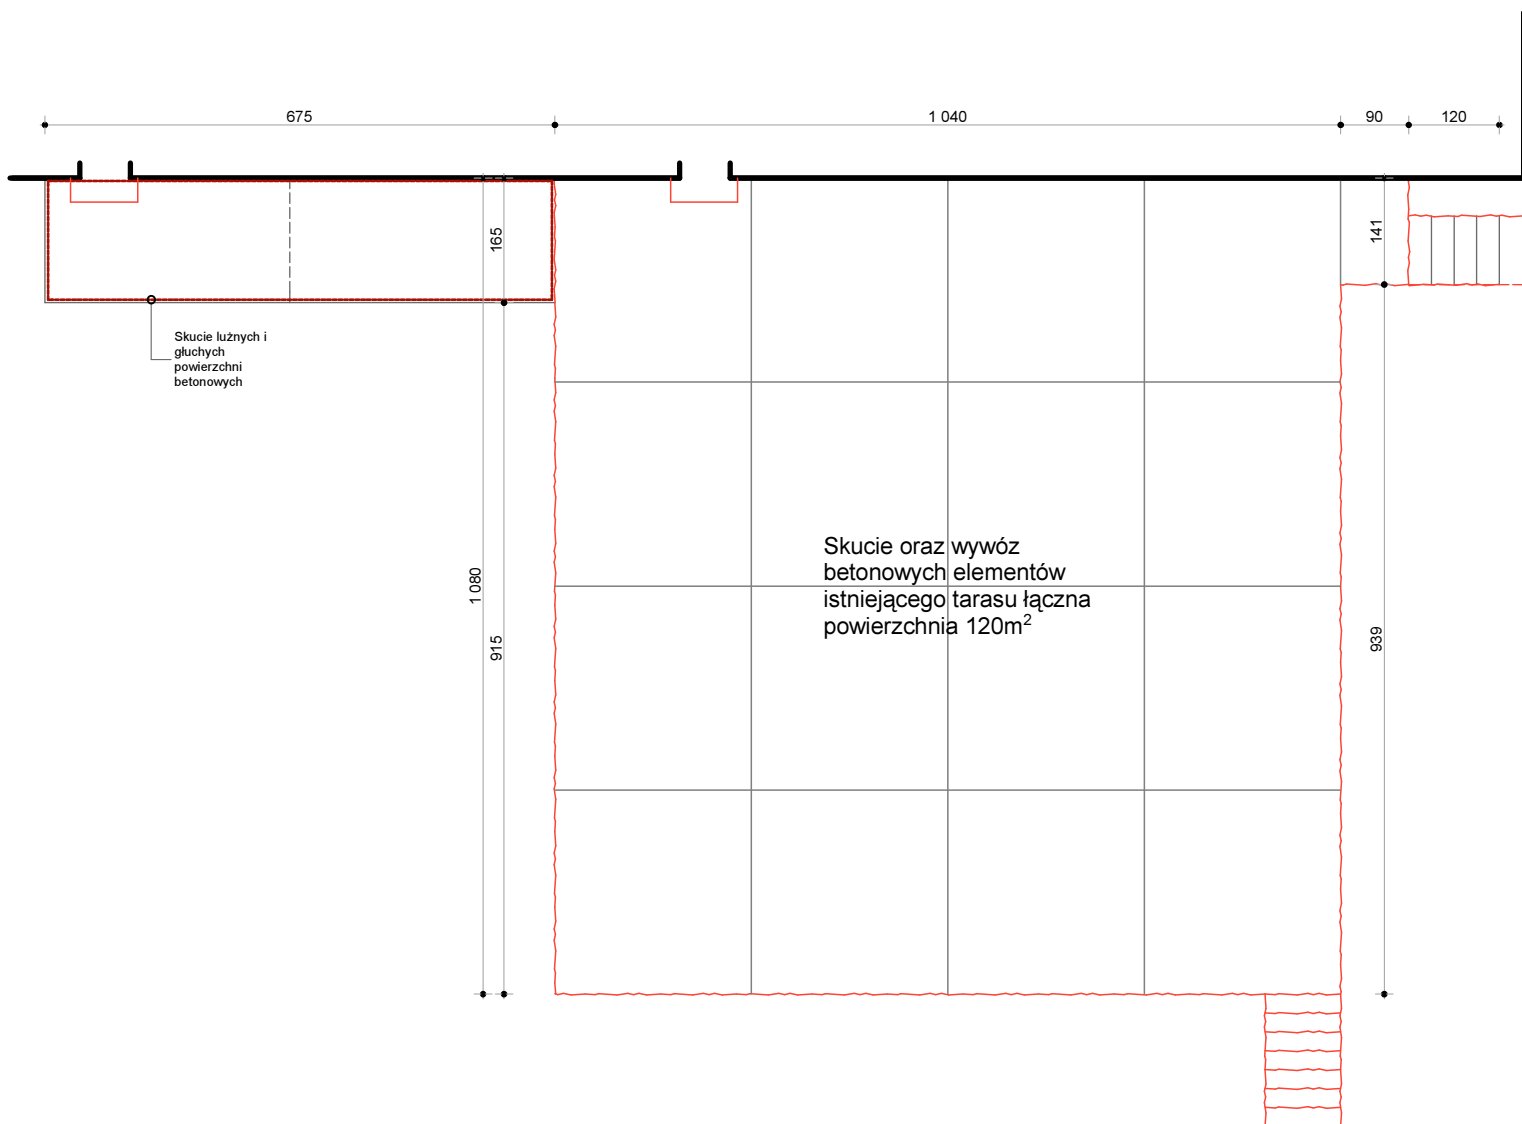 675
1 040
90
120
165
141
Skucie lużnych i
głuchych
powierzchni
betonowych
Skucie oraz wywóz
betonowych elementów
istniejącego tarasu łączna
powierzchnia 120m²
1 080
915
939